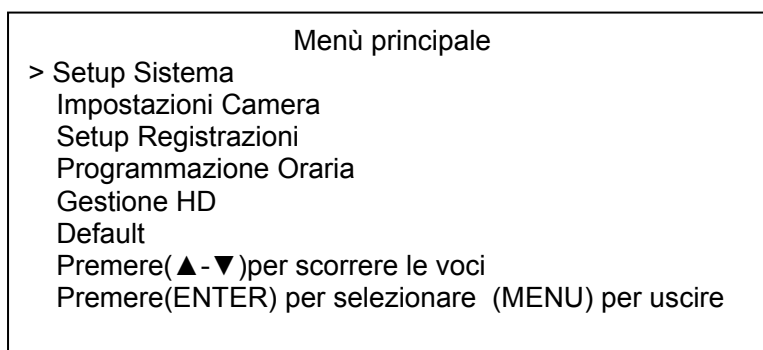 Menù principale
> Setup Sistema
Impostazioni Camera
Setup Registrazioni
Programmazione Oraria
Gestione HD
Default
Premere(▲-▼)per scorrere le voci
Premere(ENTER) per selezionare (MENU) per uscire